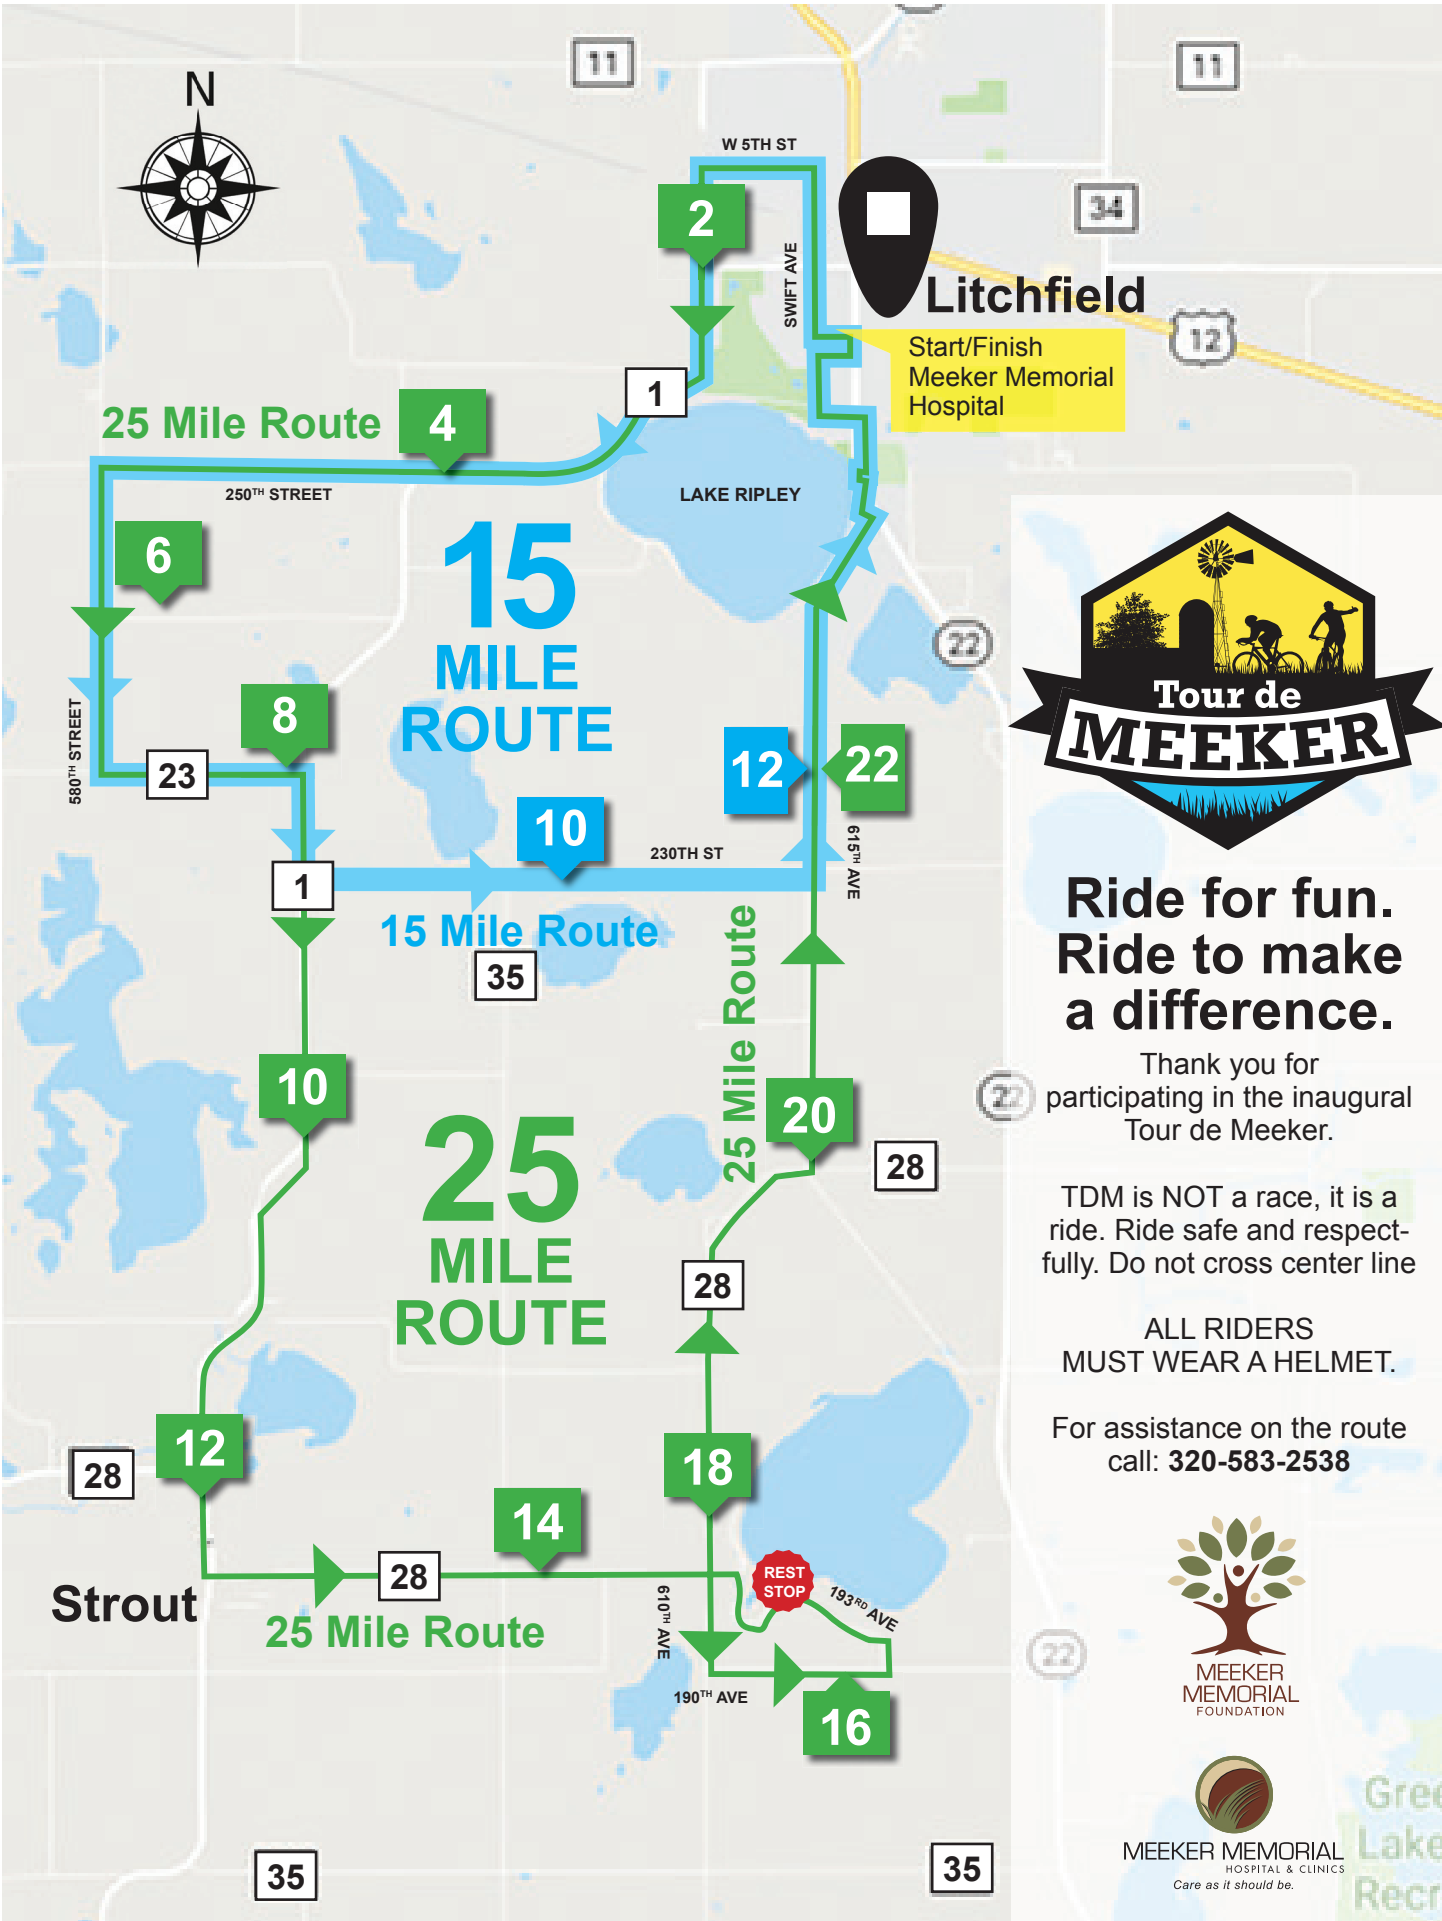 N
11
11
W 5TH ST
2
34
SWIFT AVE
Litchfield
12
Start/Finish
Meeker Memorial
Hospital
1
25 Mile Route
4
250TH STREET
LAKE RIPLEY
6
15
MILE
ROUTE
22
8
580TH STREET
23
12
22
10
615TH AVE
230TH ST
1
15 Mile Route
35
25 Mile Route
10
20
22
28
25
MILE
ROUTE
28
12
28
18
14
28
REST
STOP
193RD AVE
Strout
25 Mile Route
610TH AVE
190TH AVE
16
22
35
35
Tour de
MEEKER
Ride for fun.
Ride to make
a difference.
Thank you for
participating in the inaugural
Tour de Meeker.
TDM is NOT a race, it is a
ride. Ride safe and respect-
fully. Do not cross center line
ALL RIDERS
MUST WEAR A HELMET.
For assistance on the route
call: 320-583-2538
MEEKER
MEMORIAL
FOUNDATION
MEEKER MEMORIAL
HOSPITAL & CLINICS
Care as it should be.
Gree
Lake
Recr